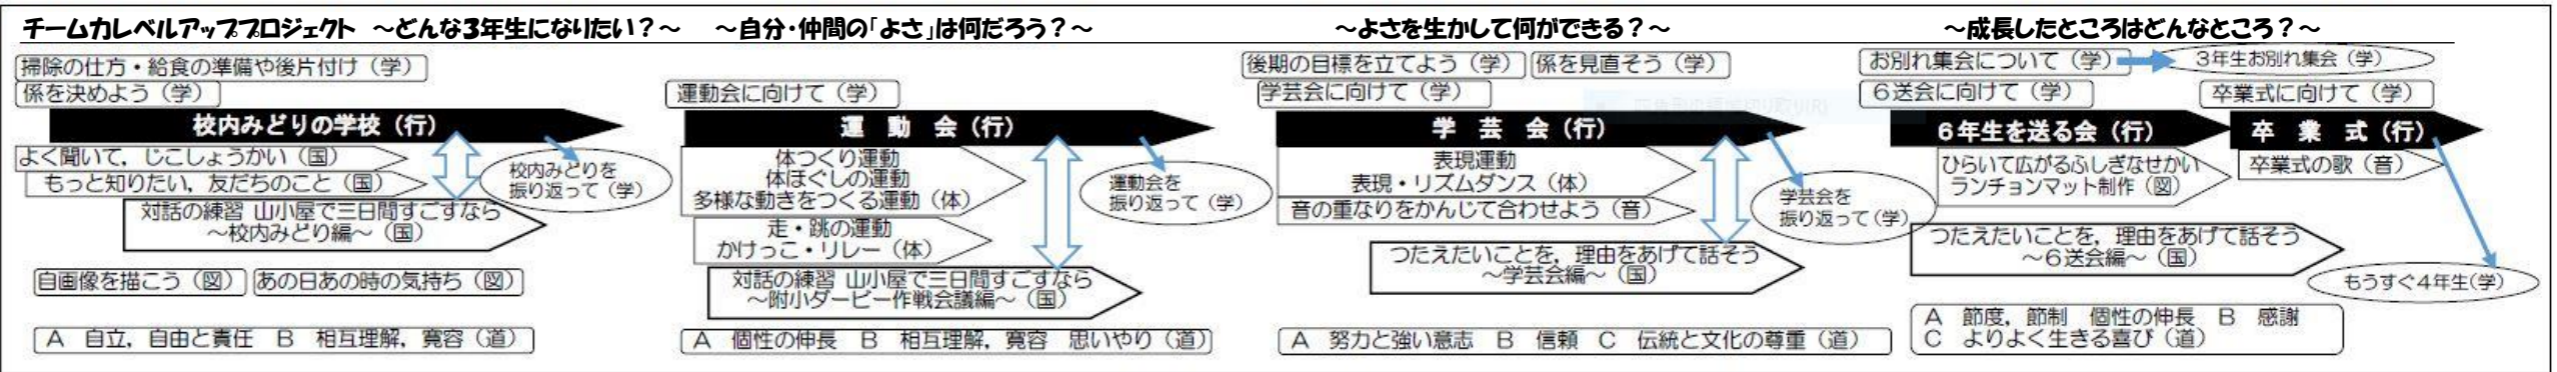 チーム力レベルアッププロジェクト　～どんな3年生になりたい？～　～自分・仲間の「よさ」は何だろう？～　～よさを生かして何ができる？～　～成長したところはどんなところ？～
掃除の仕方・給食の準備や後片付け（学）
係を決めよう（学）
校内みどりの学校（行）
よく聞いて，じこしょうかい（国）
もっと知りたい，友だちのこと（国）
校内みどりを
振り返って（学）
対話の練習 山小屋で三日間すごすなら
～校内みどり編～（国）
自画像を描こう（図）　あの日あの時の気持ち（図）
A　自立，自由と責任　B　相互理解，寛容（道）
運動会に向けて（学）
運　動　会（行）
体つくり運動
体ほぐしの運動
多様な動きをつくる運動（体）
運動会を
振り返って（学）
走・跳の運動
かけっこ・リレー（体）
対話の練習 山小屋で三日間すごすなら
～附小ダービー作戦会議編～（国）
A　個性の伸長　B　相互理解，寛容　思いやり（道）
後期の目標を立てよう（学）　係を見直そう（学）
学芸会に向けて（学）
学　芸　会（行）
表現運動
表現・リズムダンス（体）
音の重なりをかんじて合わせよう（音）
学芸会を
振り返って（学）
つたえたいことを，理由をあげて話そう
～学芸会編～（国）
A　努力と強い意志　B　信頼　C　伝統と文化の尊重（道）
お別れ集会について（学）　3年生お別れ集会（学）
6送会に向けて（学）　卒業式に向けて（学）
6年生を送る会（行）　卒　業　式（行）
ひらいて広がるふしぎなせかい
ランチョンマット制作（図）
卒業式の歌（音）
つたえたいことを，理由をあげて話そう
～6送会編～（国）
もうすぐ4年生（学）
A　節度，節制　個性の伸長　B　感謝
C　よりよく生きる喜び（道）